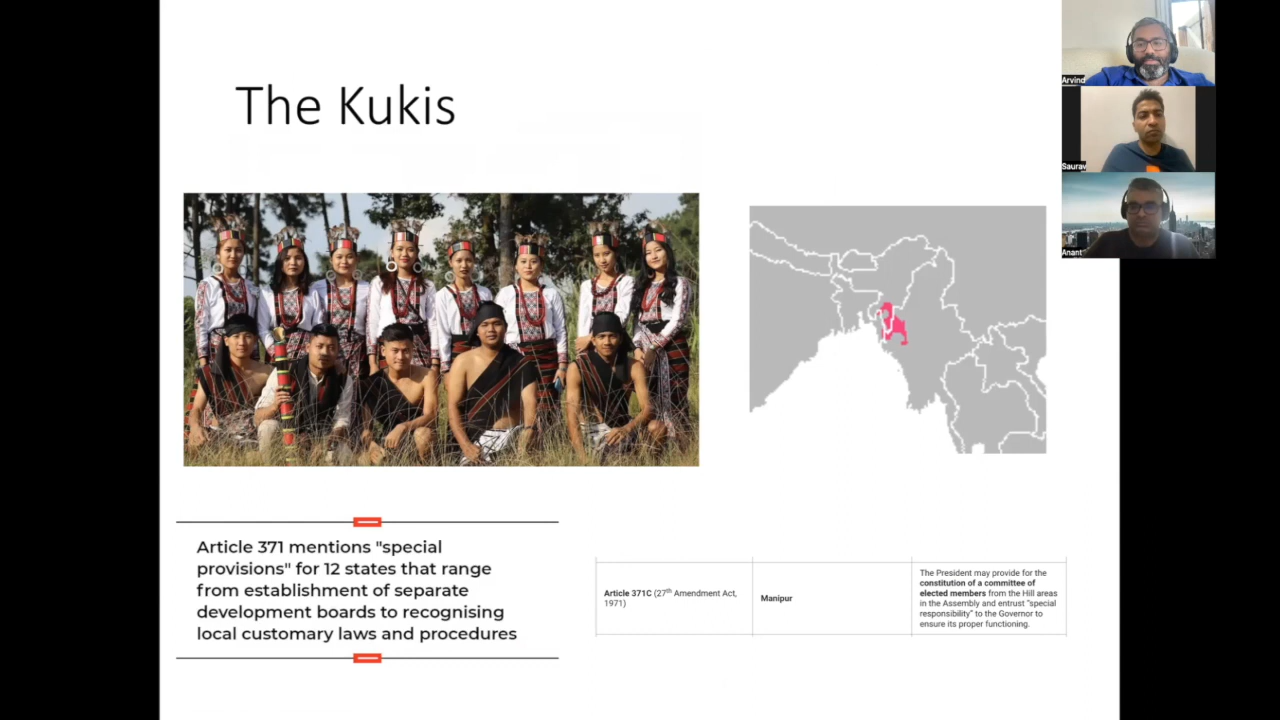 The Kukis
Arvind
Saurav
Anant
Article 371 mentions "special
provisions" for 12 states that range
from establishment of separate
development boards to recognising
local customary laws and procedures
Article 371C (27th Amendment Act,
1971)
Manipur
The President may provide for the
constitution of a committee of
elected members from the Hill areas
in the Assembly and entrust "special
responsibility" to the Governor to
ensure its proper functioning.